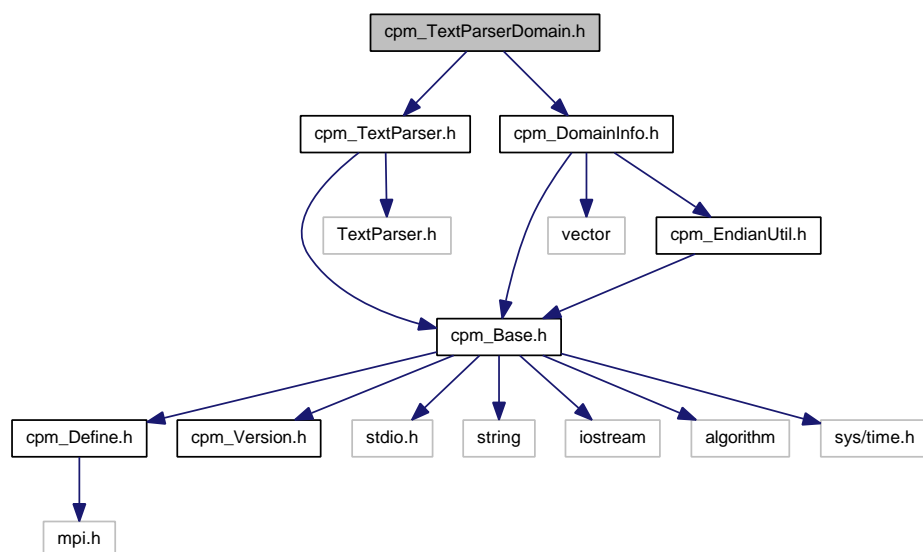 cpm_TextParserDomain.h
cpm_TextParser.h
cpm_DomainInfo.h
TextParser.h
vector
cpm_EndianUtil.h
cpm_Base.h
cpm_Define.h
cpm_Version.h
stdio.h
string
iostream
algorithm
sys/time.h
mpi.h